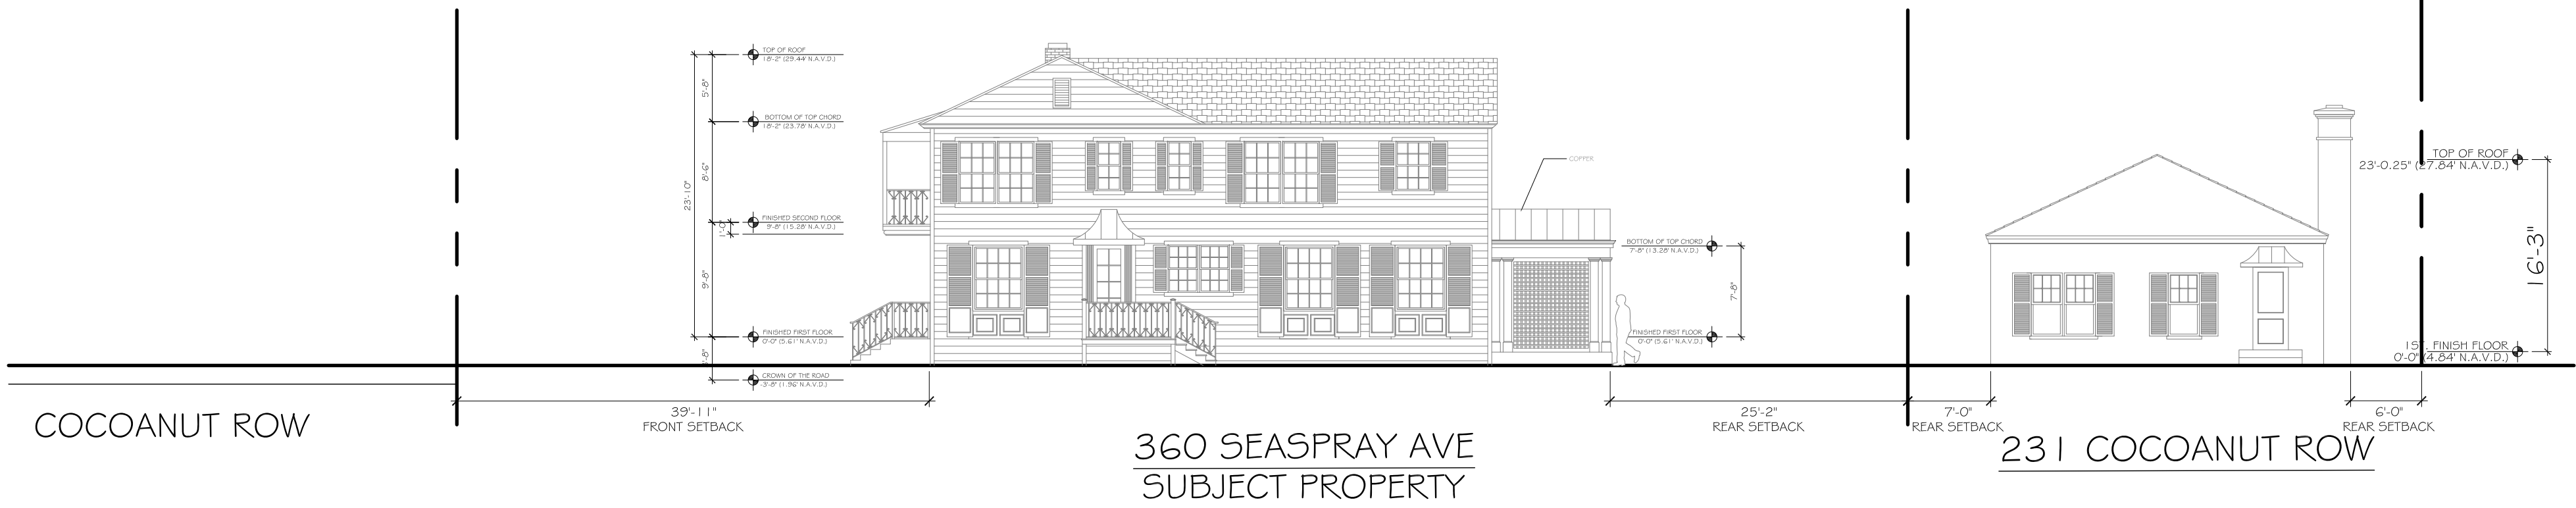 TOP OF ROOF
18'-2" (29.44' N.A.V.D.)
5'-8"
BOTTOM OF TOP CHORD
18'-2" (23.78' N.A.V.D.)
8'-6"
23'-10"
FINISHED SECOND FLOOR
9'-8" (15.28' N.A.V.D.)
1'-0"
9'-8"
FINISHED FIRST FLOOR
0'-0" (5.61' N.A.V.D.)
CROWN OF THE ROAD
-3'-8" (1.96' N.A.V.D.)
COPPER
BOTTOM OF TOP CHORD
7'-8" (13.28' N.A.V.D.)
7'-8"
FINISHED FIRST FLOOR
0'-0" (5.61' N.A.V.D.)
TOP OF ROOF
23'-0.25" (27.84' N.A.V.D.)
16'-3"
1ST. FINISH FLOOR
0'-0" (4.84' N.A.V.D.)
COCOANUT ROW
39'-11"
FRONT SETBACK
25'-2"
REAR SETBACK
7'-0"
REAR SETBACK
6'-0"
REAR SETBACK
360 SEASPRAY AVE
SUBJECT PROPERTY
231 COCOANUT ROW